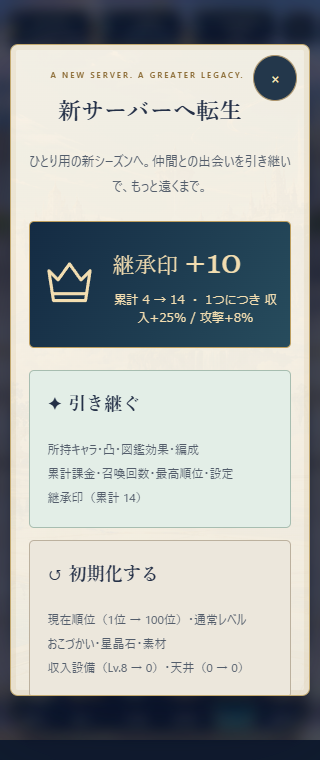 A NEW SERVER. A GREATER LEGACY.
×
新サーバーへ転生
ひとり用の新シーズンへ。仲間との出会いを引き継い
で、もっと遠くまで。
継承印 +10
累計 4 → 14 ・ 1つにつき 収
入+25% / 攻撃+8%
✦ 引き継ぐ
所持キャラ・凸・図鑑効果・編成
累計課金・召喚回数・最高順位・設定
継承印（累計 14）
↺ 初期化する
現在順位（1位 → 100位）・通常レベル
おこづかい・星晶石・素材
収入設備（Lv.8 → 0）・天井（0 → 0）